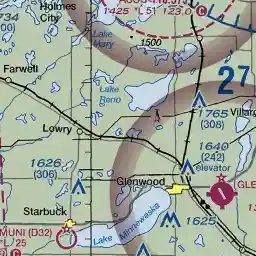 Holmes
City
1425 *L 51 123.0 C
Lake
Mary
1500
Farwell
Lake
Reno
27
1765
(308)
Villar
Lowry
1626
(306)
1640
(242)
elevator
Glenwood
GLE
Starbuck
MUNI (D32)
L 25
Lake
Minnewaska
1625